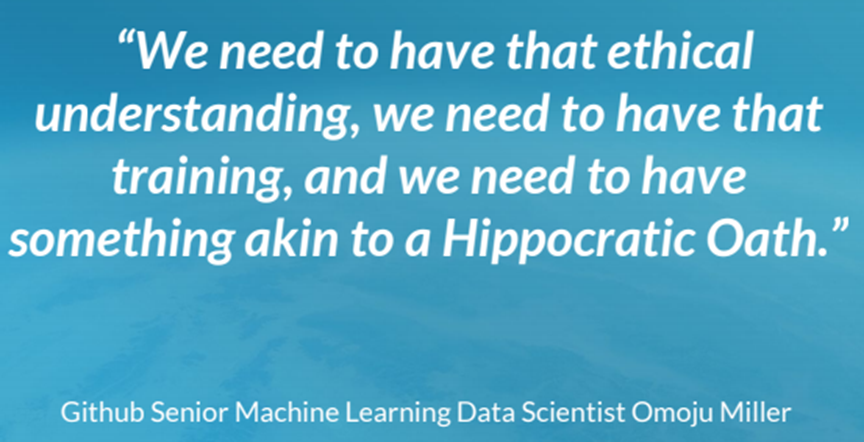 “We need to have that ethical
understanding, we need to have that
training, and we need to have
something akin to a Hippocratic Oath.”
Github Senior Machine Learning Data Scientist Omoju Miller